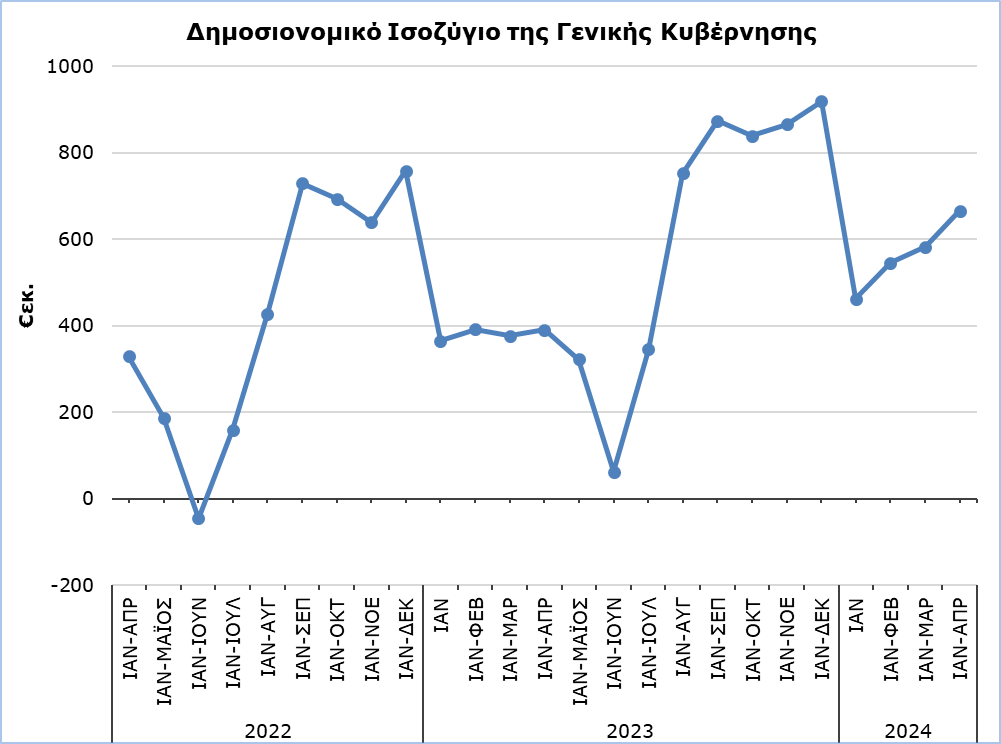 Δημοσιονομικό Ισοζύγιο της Γενικής Κυβέρνησης
€εκ.
1000
800
600
400
200
0
-200
ΙΑΝ-ΑΠΡ
ΙΑΝ-ΜΑΪΟΣ
ΙΑΝ-ΙΟΥΝ
ΙΑΝ-ΙΟΥΛ
ΙΑΝ-ΑΥΓ
ΙΑΝ-ΣΕΠ
ΙΑΝ-ΟΚΤ
ΙΑΝ-ΝΟΕ
ΙΑΝ-ΔΕΚ
ΙΑΝ
ΙΑΝ-ΦΕΒ
ΙΑΝ-ΜΑΡ
ΙΑΝ-ΑΠΡ
ΙΑΝ-ΜΑΪΟΣ
ΙΑΝ-ΙΟΥΝ
ΙΑΝ-ΙΟΥΛ
ΙΑΝ-ΑΥΓ
ΙΑΝ-ΣΕΠ
ΙΑΝ-ΟΚΤ
ΙΑΝ-ΝΟΕ
ΙΑΝ-ΔΕΚ
ΙΑΝ
ΙΑΝ-ΦΕΒ
ΙΑΝ-ΜΑΡ
ΙΑΝ-ΑΠΡ
2022
2023
2024